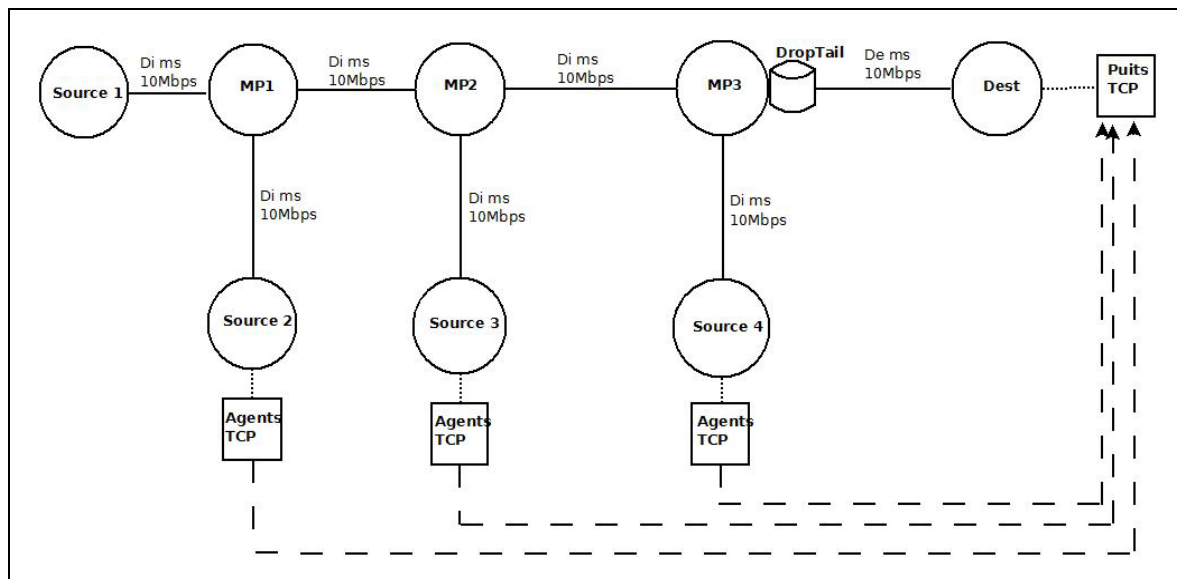 DropTail
Di ms
10Mbps
Di ms
10Mbps
Di ms
10Mbps
De ms
10Mbps
Puits
TCP
Source 1
MP1
MP2
MP3
Dest
Di ms
10Mbps
Di ms
10Mbps
Di ms
10Mbps
Source 2
Source 3
Source 4
Agents
TCP
Agents
TCP
Agents
TCP